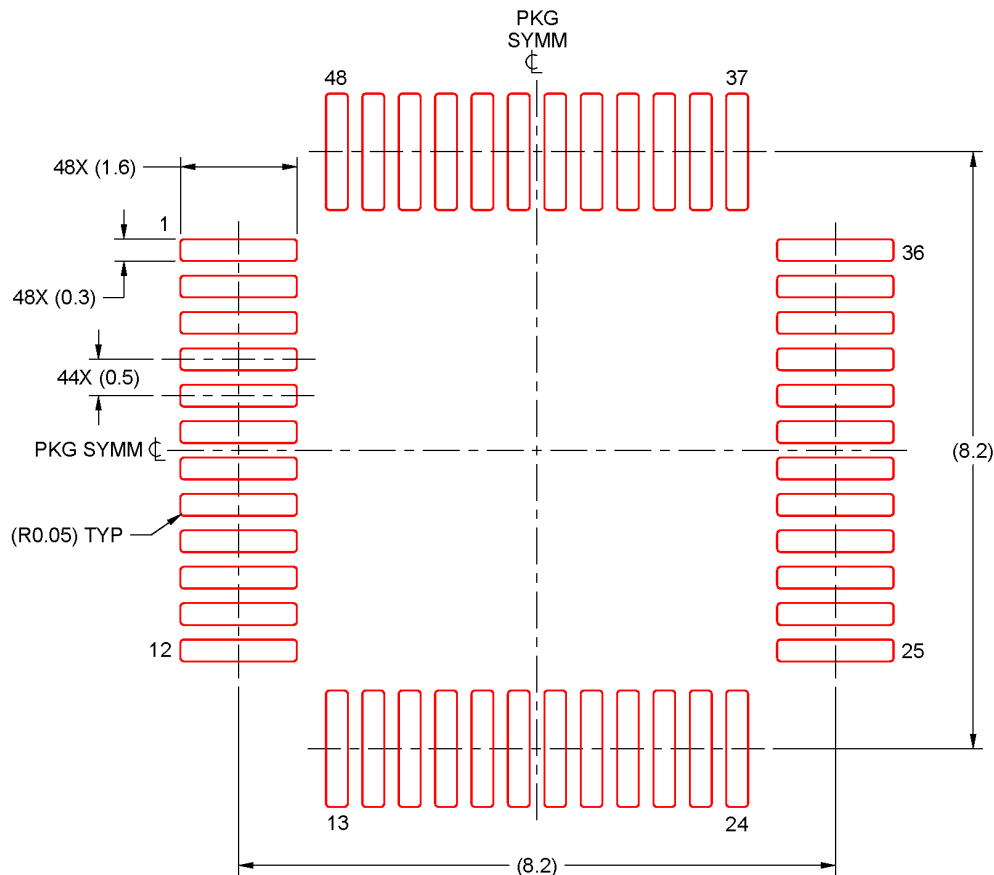 PKG
SYMM
℄
48
37
48X (1.6)
1
36
48X (0.3)
44X (0.5)
PKG SYMM ℄
(8.2)
(R0.05) TYP
12
25
13
24
(8.2)